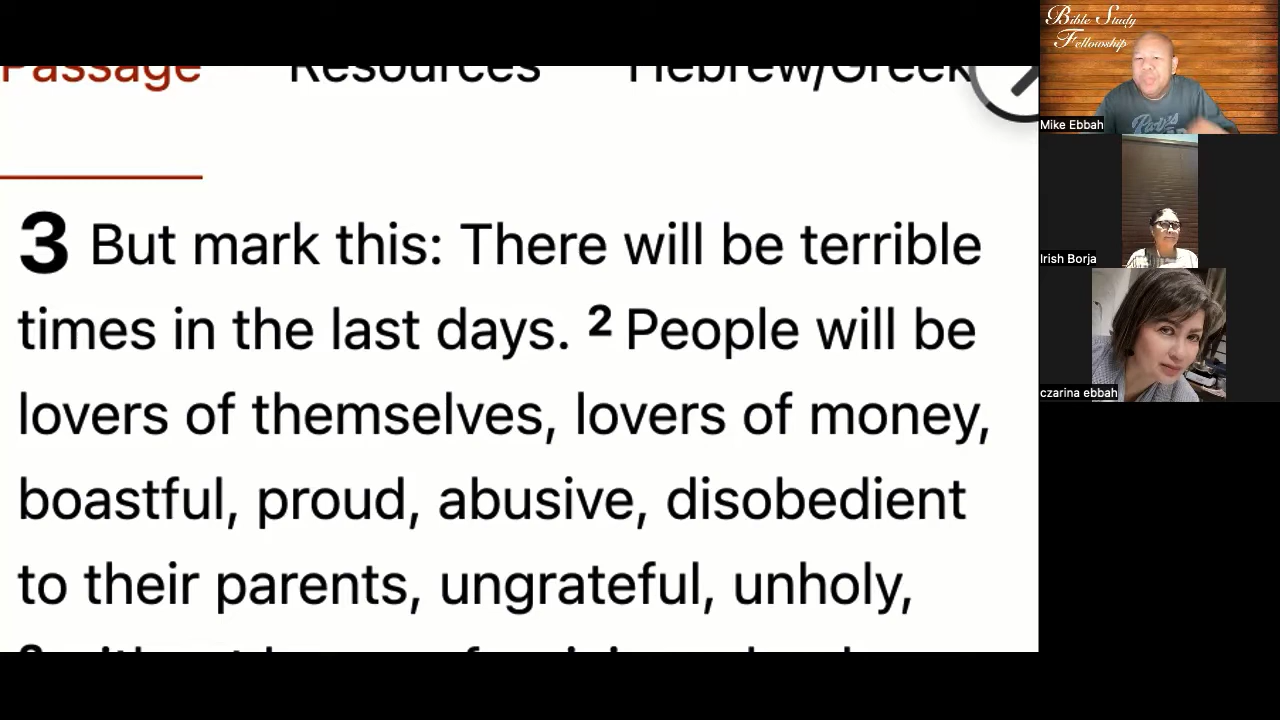 Passage Resources Hebrew/Greek
3 But mark this: There will be terrible
times in the last days. 2 People will be
lovers of themselves, lovers of money,
boastful, proud, abusive, disobedient
to their parents, ungrateful, unholy,
Bible Study
Fellowship
Mike Ebbah
Irish Borja
czarina ebbah